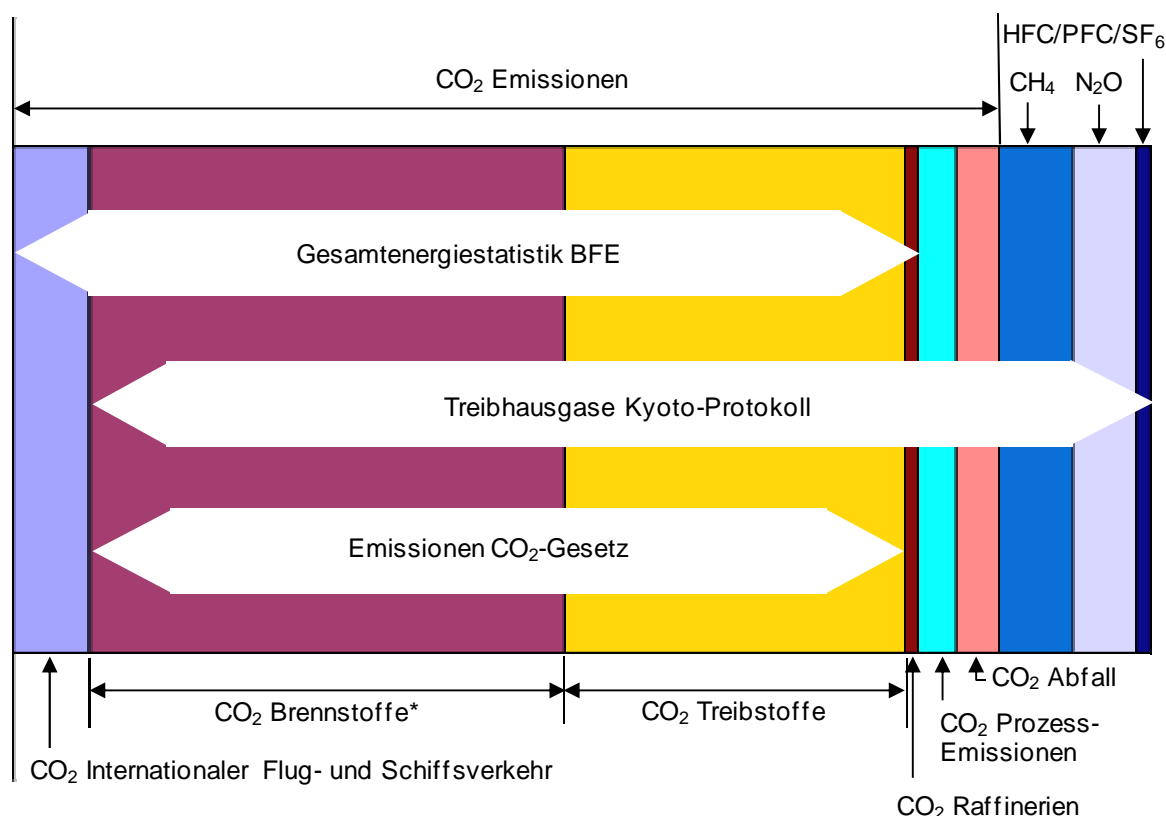 HFC/PFC/SF₆
CO₂ Emissionen
CH₄ N₂O
Gesamtenergiestatistik BFE
Treibhausgase Kyoto-Protokoll
Emissionen CO₂-Gesetz
CO₂ Abfall
CO₂ Brennstoffe*
CO₂ Treibstoffe
CO₂ Prozess-
Emissionen
CO₂ Internationaler Flug- und Schiffsverkehr
CO₂ Raffinerien